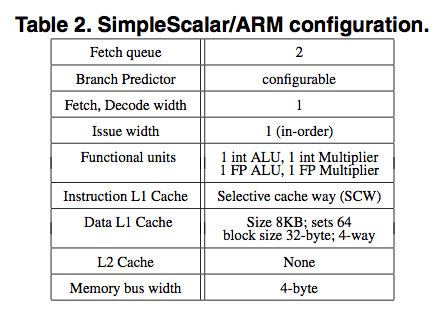 Table 2. SimpleScalar/ARM configuration.
Fetch queue 2
Branch Predictor configurable
Fetch, Decode width 1
Issue width 1 (in-order)
Functional units 1 int ALU, 1 int Multiplier
1 FP ALU, 1 FP Multiplier
Instruction L1 Cache Selective cache way (SCW)
Data L1 Cache Size 8KB; sets 64
block size 32-byte; 4-way
L2 Cache None
Memory bus width 4-byte